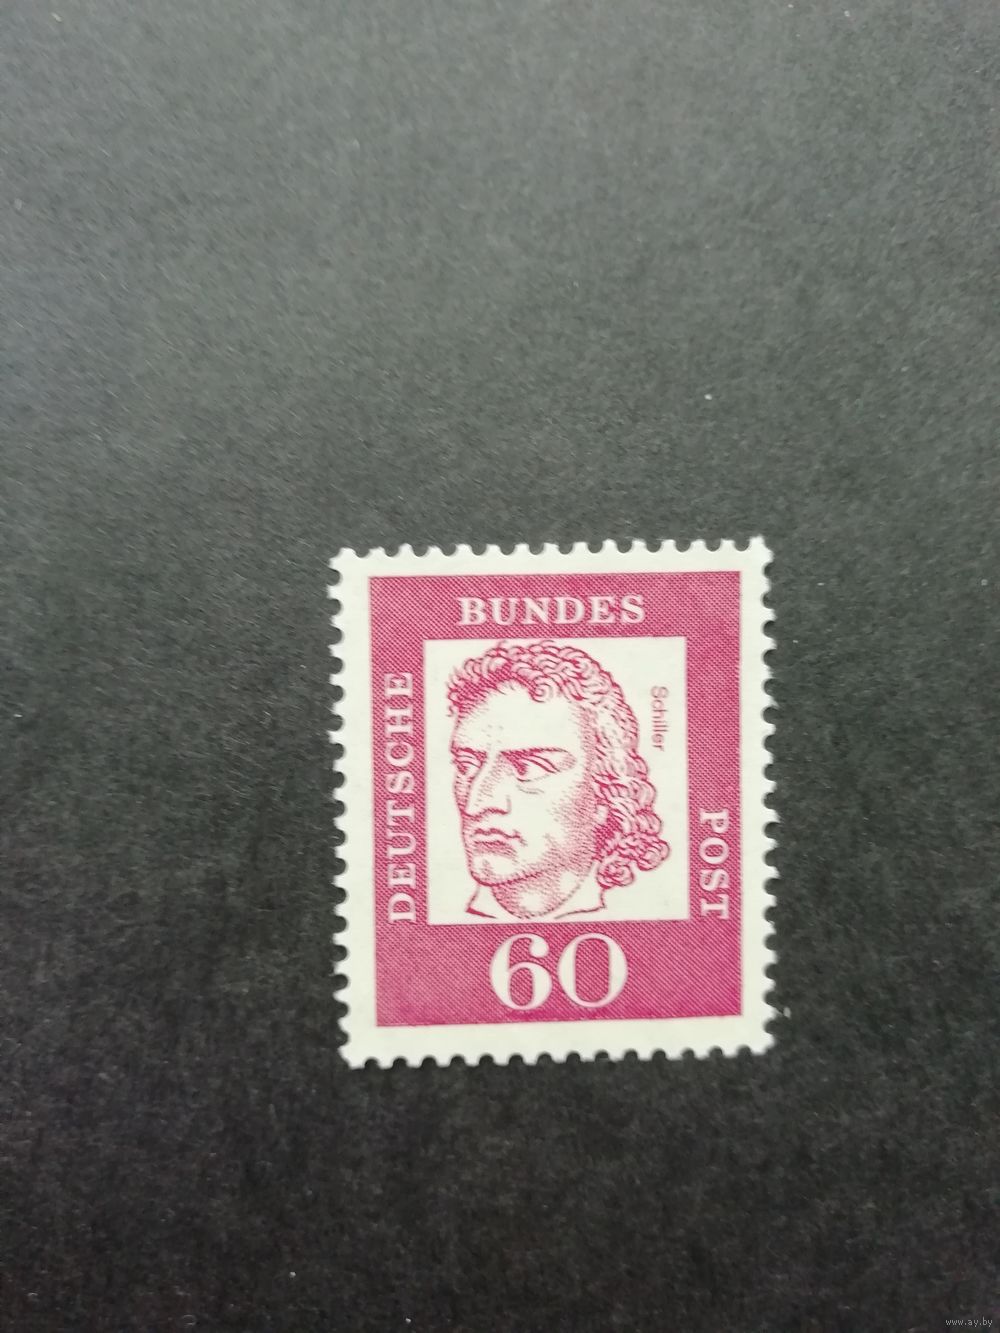 DEUTSCHE
BUNDES
POST
Schiller
60
www.ay.by